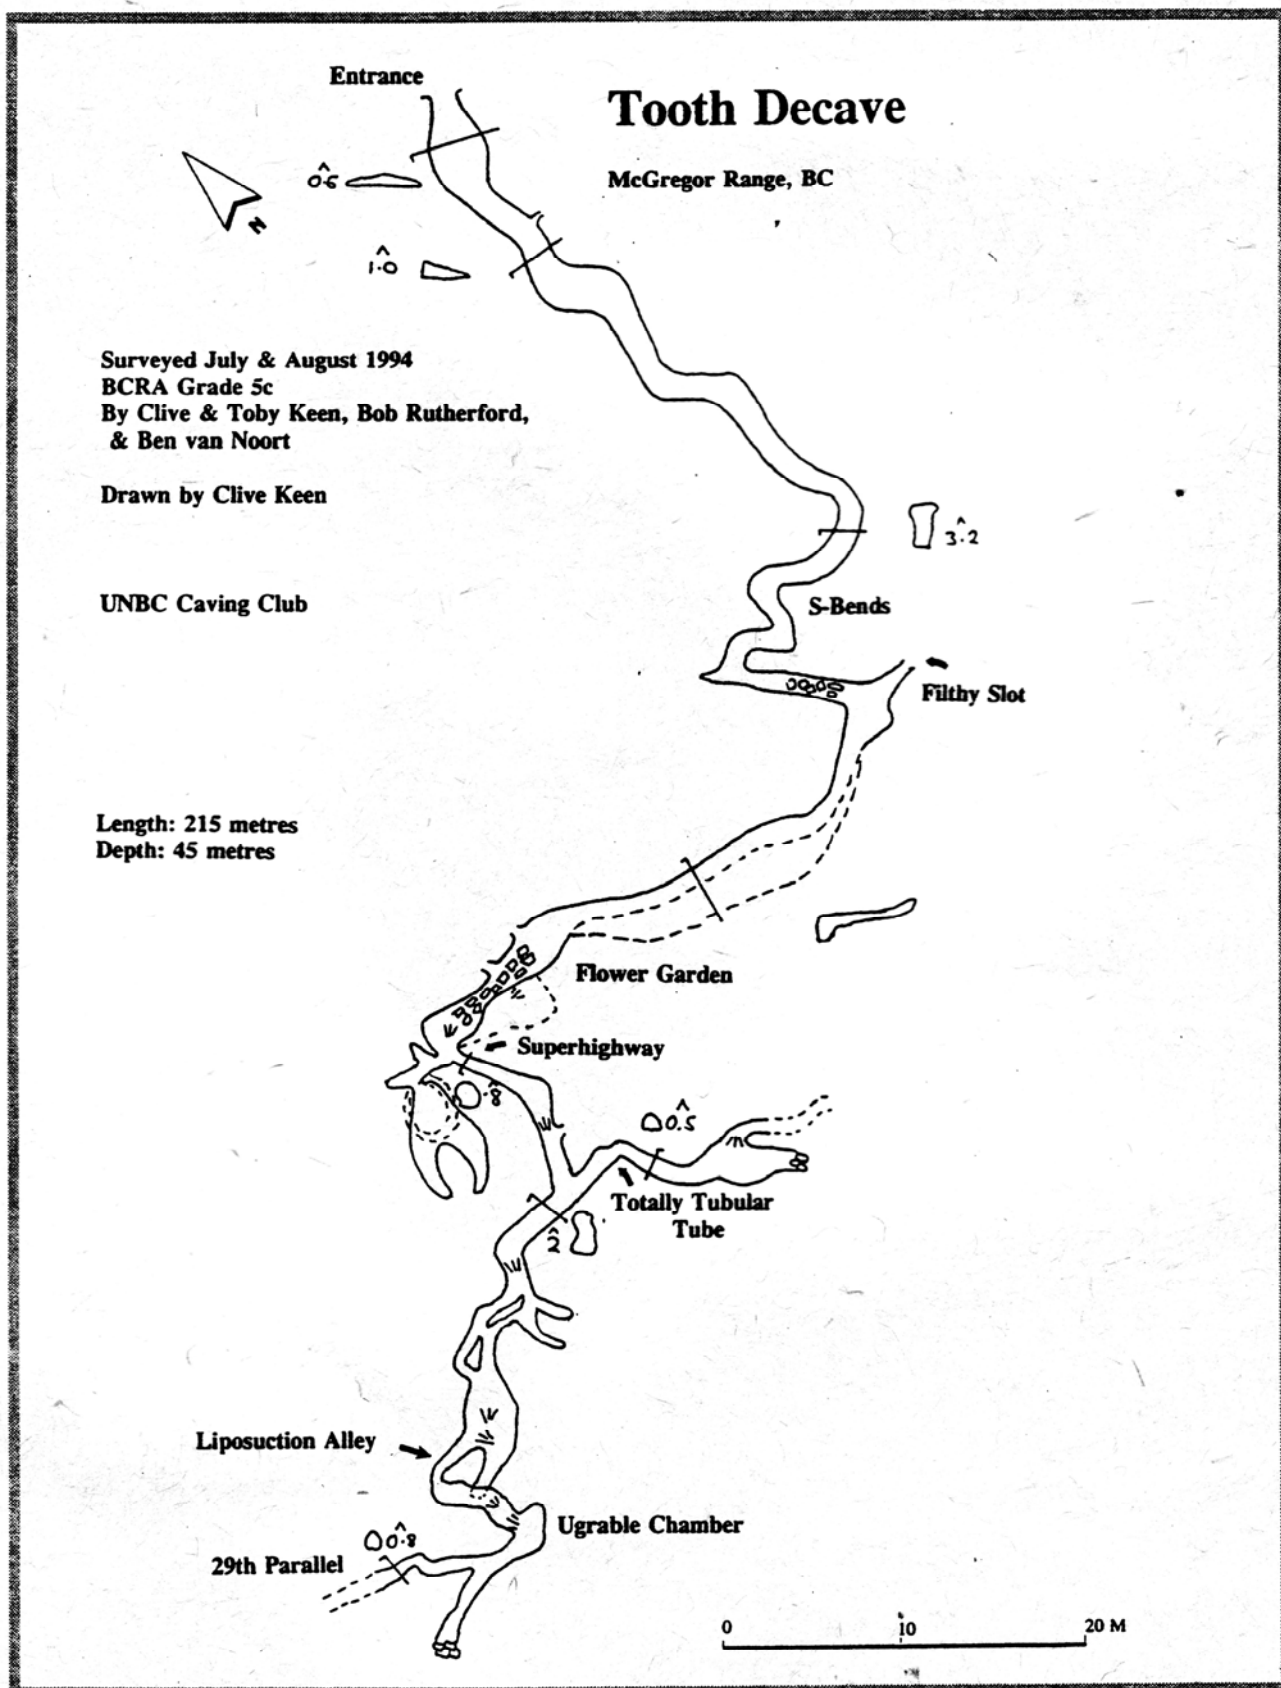 Entrance
Tooth Decave
McGregor Range, BC
0.6
N
1.0
Surveyed July & August 1994
BCRA Grade 5c
By Clive & Toby Keen, Bob Rutherford,
& Ben van Noort
Drawn by Clive Keen
3.2
UNBC Caving Club
S-Bends
Filthy Slot
Length: 215 metres
Depth: 45 metres
Flower Garden
Superhighway
.8
0.5
Totally Tubular
Tube
2
Liposuction Alley
Ugrable Chamber
0.8
29th Parallel
0 10 20 M